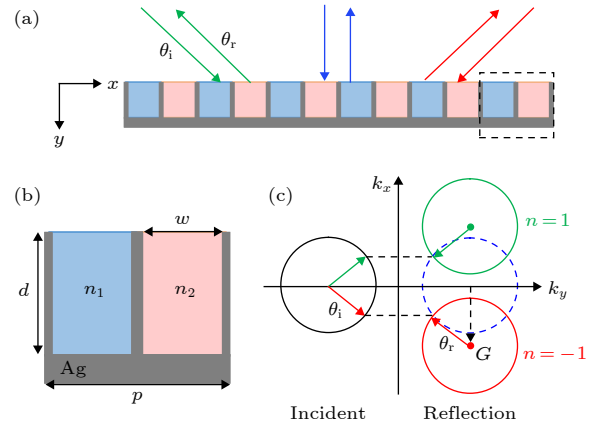 (a)
θi
θr
x
y
(b)
w
d
n1
n2
Ag
p
(c)
kx
n=1
ky
θi
θr
G
n=−1
Incident
Reflection